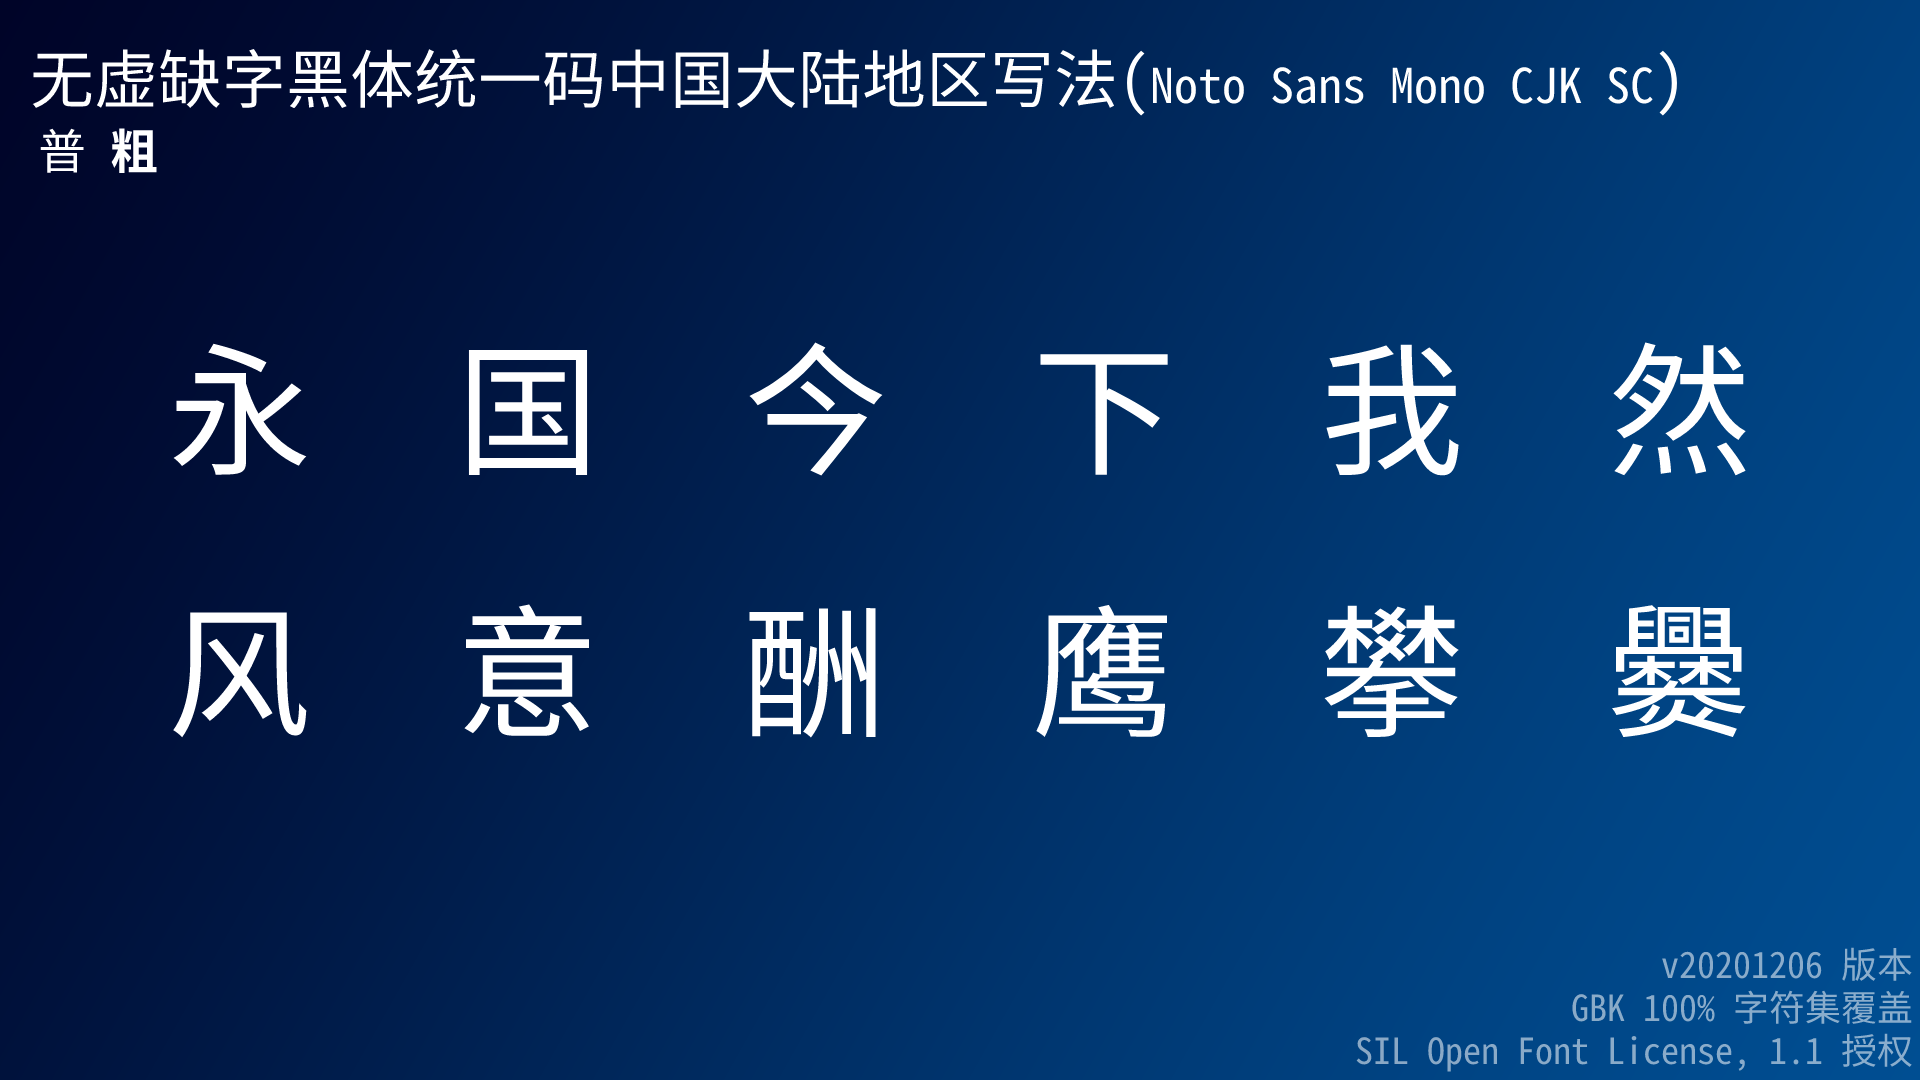 无虚缺字黑体统一码中国大陆地区写法(Noto Sans Mono CJK SC)
普 粗
永 国 今 下 我 然
风 意 酬 鹰 攀 爨
v20201206 版本
GBK 100% 字符集覆盖
SIL Open Font License, 1.1 授权